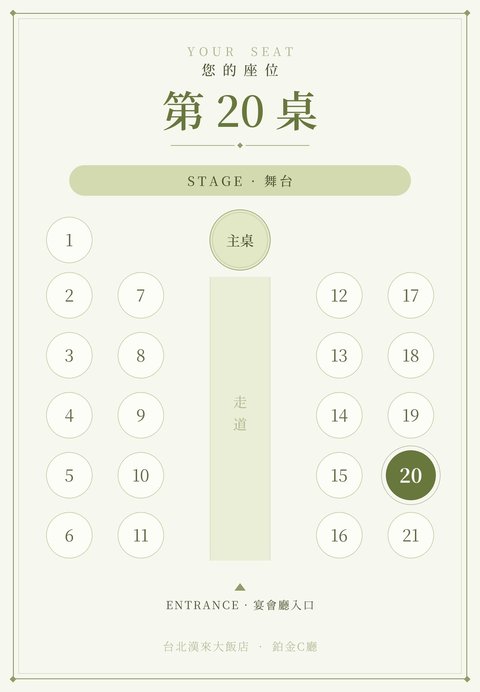 YOUR SEAT
您的座位
第 20 桌
STAGE · 舞台
1 主桌
2 7 12 17
3 8 13 18
走
4 9 14 19
道
5 10 15 20
6 11 16 21
ENTRANCE · 宴會廳入口
台北漢來大飯店 · 鉑金C廳